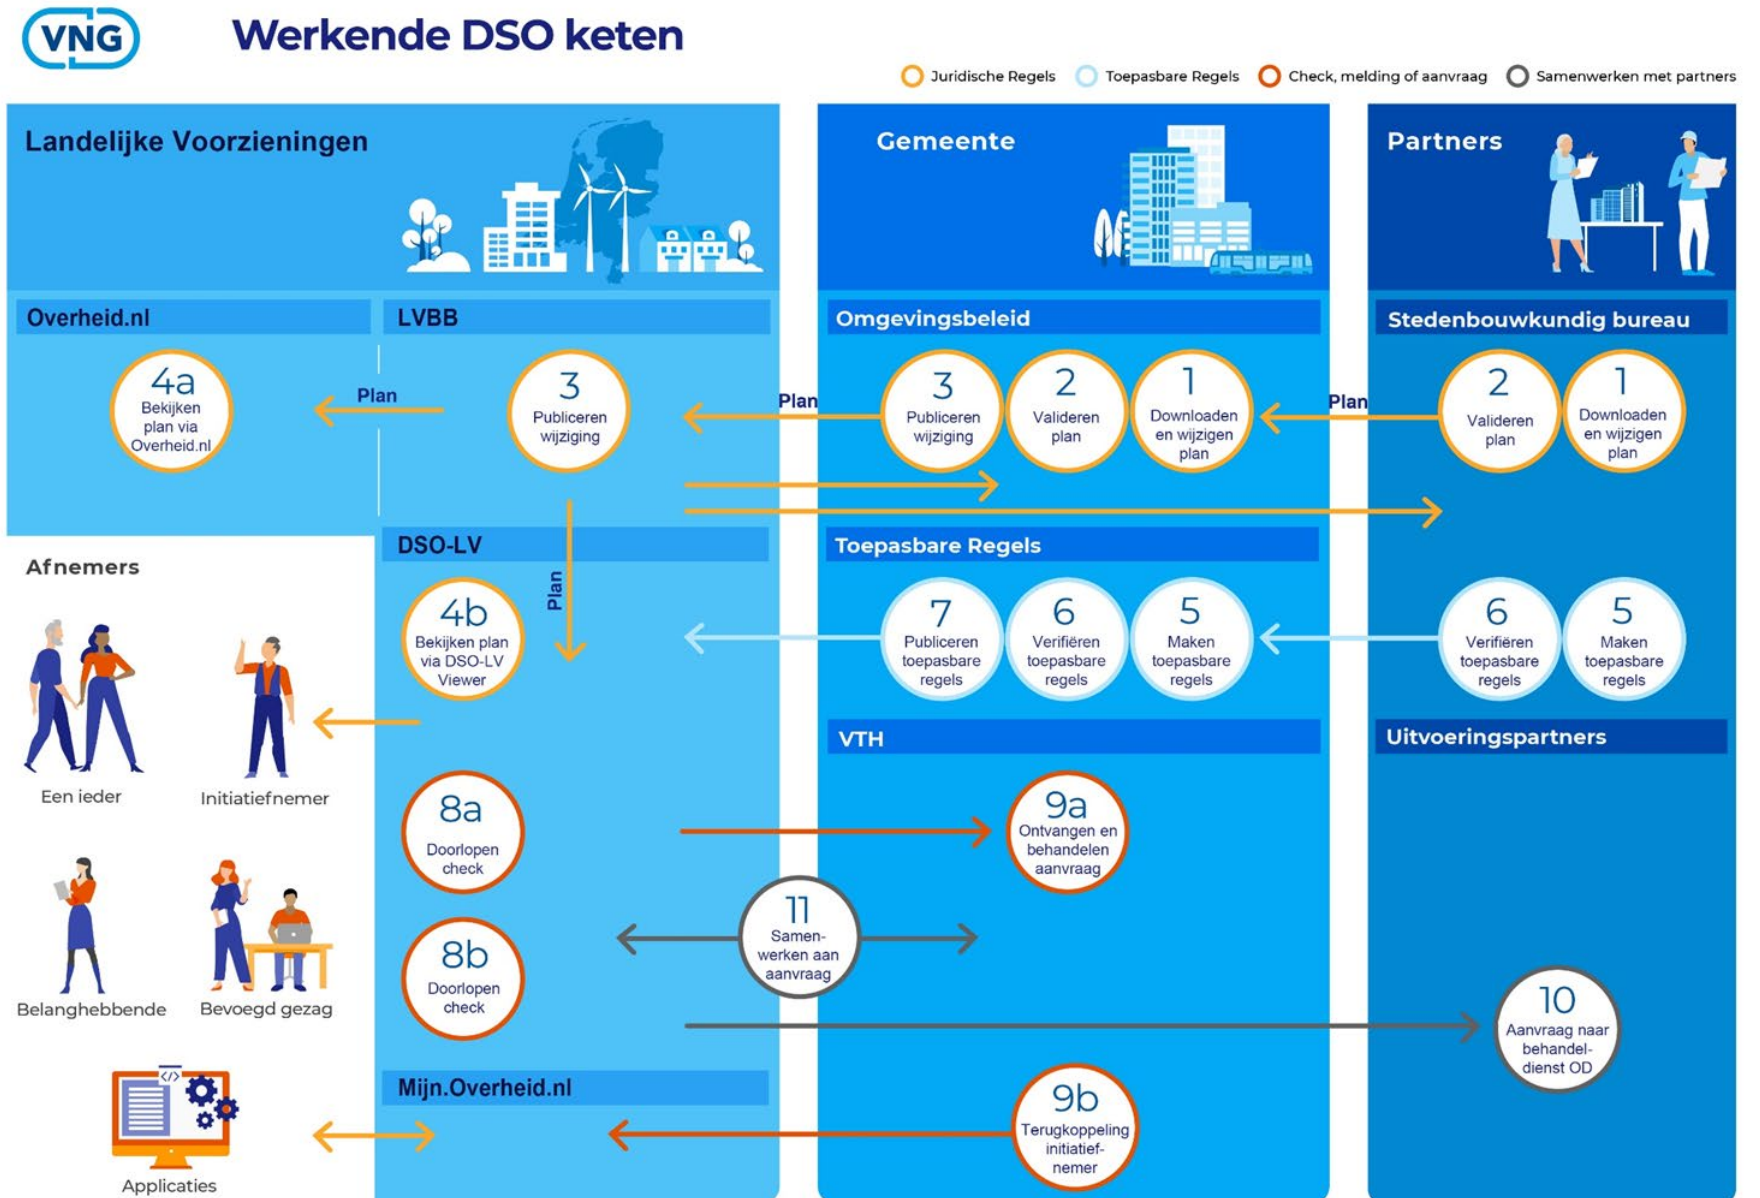 VNG
Werkende DSO keten
Juridische Regels
Toepasbare Regels
Check, melding of aanvraag
Samenwerken met partners
Landelijke Voorzieningen
Gemeente
Partners
Overheid.nl
LVBB
Omgevingsbeleid
Stedenbouwkundig bureau
4a
Bekijken
plan via
Overheid.nl
Plan
3
Publiceren
wijziging
Plan
3
Publiceren
wijziging
2
Valideren
plan
1
Downloaden
en wijzigen
plan
Plan
2
Valideren
plan
1
Downloaden
en wijzigen
plan
Afnemers
DSO-LV
Toepasbare Regels
4b
Bekijken plan
via DSO-LV
Viewer
Plan
7
Publiceren
toepasbare
regels
6
Verifiëren
toepasbare
regels
5
Maken
toepasbare
regels
6
Verifiëren
toepasbare
regels
5
Maken
toepasbare
regels
VTH
Uitvoeringspartners
Een ieder
Initiatiefnemer
8a
Doorlopen
check
9a
Ontvangen en
behandelen
aanvraag
11
Samen-
werken aan
aanvraag
8b
Doorlopen
check
Belanghebbende
Bevoegd gezag
10
Aanvraag naar
behandel-
dienst OD
Mijn.Overheid.nl
9b
Terugkoppeling
initiatief-
nemer
</>
Applicaties